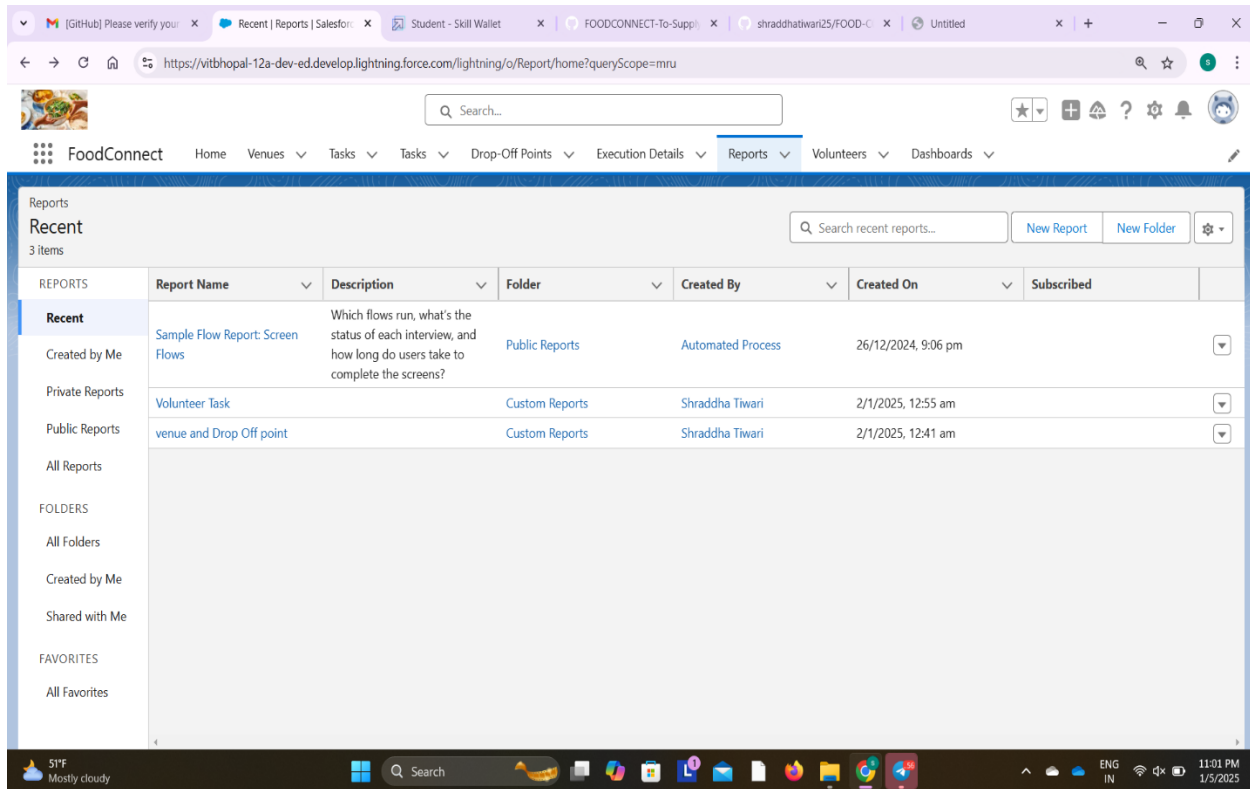 [GitHub] Please verify your
Recent | Reports | Salesforc
Student - Skill Wallet
FOODCONNECT-To-Supply
shraddhatiwari25/FOOD-C
Untitled
https://vitbhopal-12a-dev-ed.develop.lightning.force.com/lightning/o/Report/home?queryScope=mru
s
Search...
FoodConnect
Home
Venues
Tasks
Tasks
Drop-Off Points
Execution Details
Reports
Volunteers
Dashboards
Reports
Recent
3 items
Search recent reports...
New Report
New Folder
REPORTS
Recent
Created by Me
Private Reports
Public Reports
All Reports
FOLDERS
All Folders
Created by Me
Shared with Me
FAVORITES
All Favorites
Report Name Description Folder Created By Created On Subscribed
Sample Flow Report: Screen
Flows
Which flows run, what's the
status of each interview, and
how long do users take to
complete the screens?
Public Reports
Automated Process
26/12/2024, 9:06 pm
Volunteer Task Custom Reports Shraddha Tiwari 2/1/2025, 12:55 am
venue and Drop Off point Custom Reports Shraddha Tiwari 2/1/2025, 12:41 am
51°F
Mostly cloudy
Search
ENG
IN
11:01 PM
1/5/2025